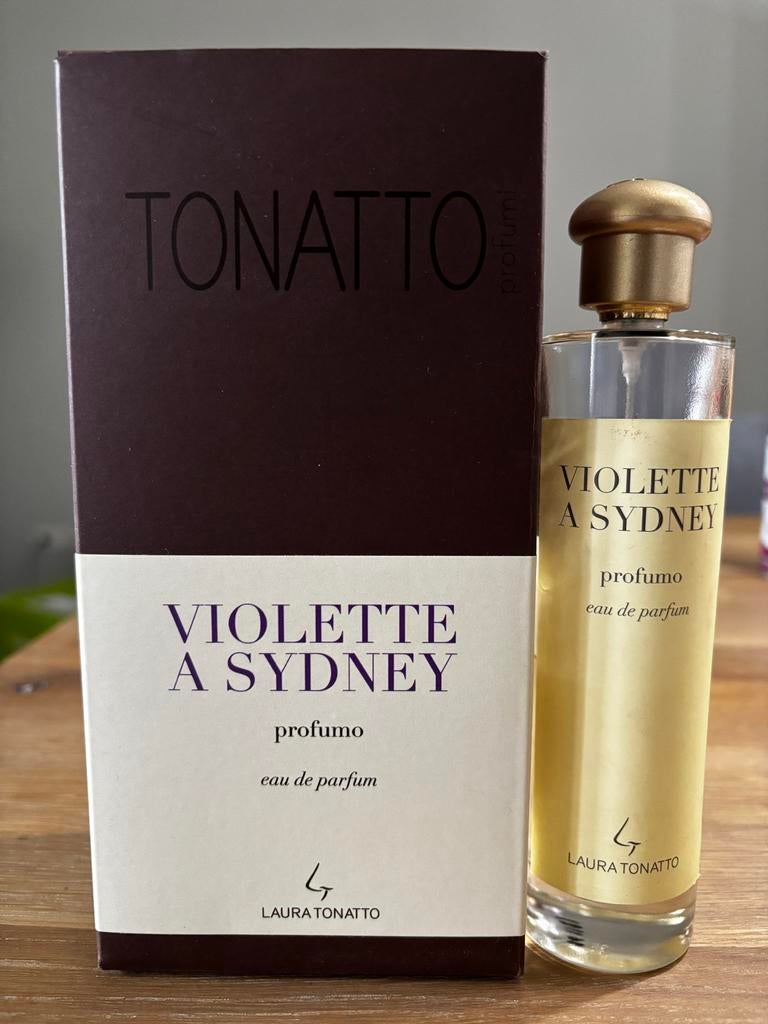 TONATTO
profumi
VIOLETTE
A SYDNEY
profumo
eau de parfum
LAURA TONATTO
VIOLETTE
A SYDNEY
profumo
eau de parfum
LAURA TONATTO